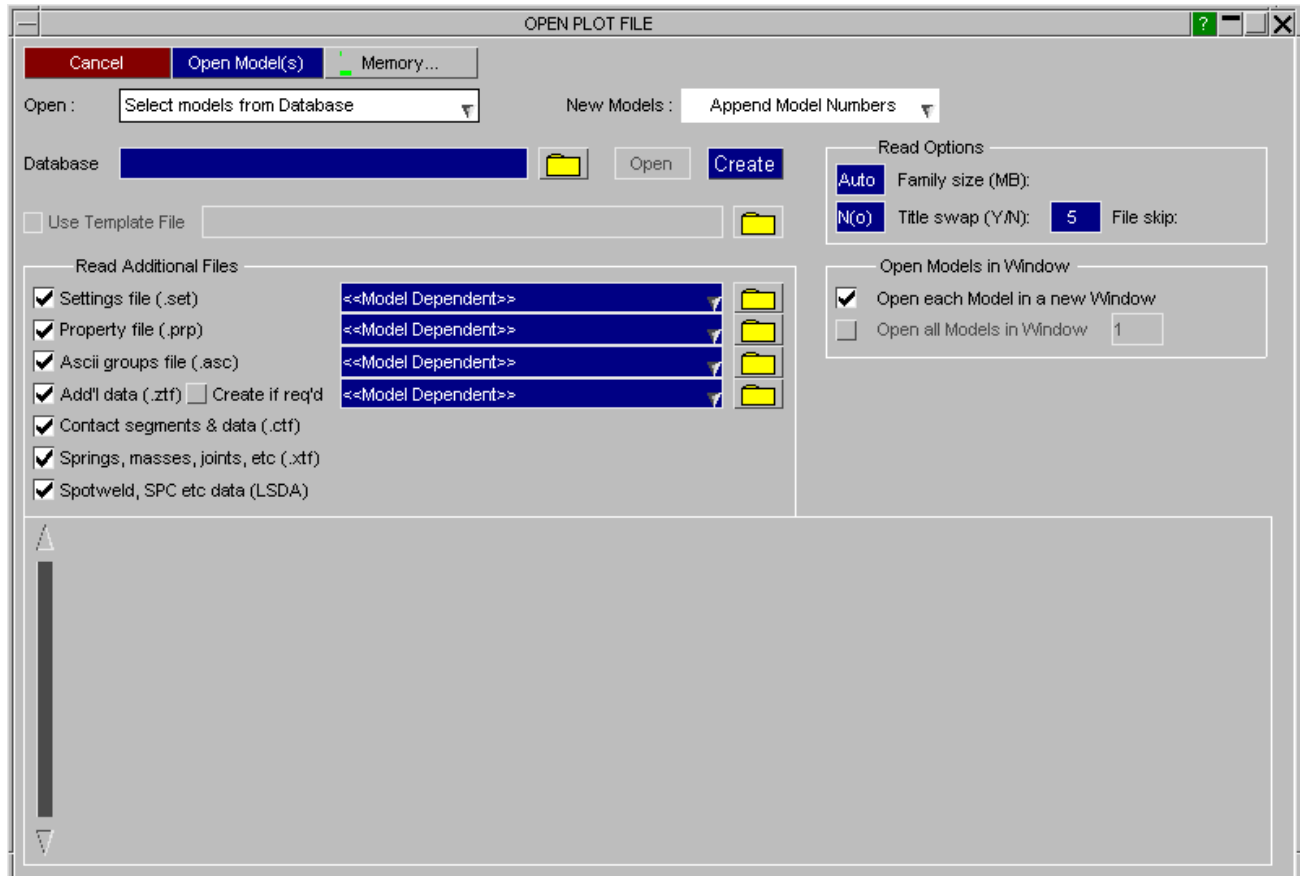 OPEN PLOT FILE ?
Cancel Open Model(s) Memory...
Open : Select models from Database New Models : Append Model Numbers
Database Open Create
Read Options
Auto Family size (MB):
N(o) Title swap (Y/N): 5 File skip:
Use Template File
Read Additional Files
Settings file (.set) <<Model Dependent>>
Property file (.prp) <<Model Dependent>>
Ascii groups file (.asc) <<Model Dependent>>
Add'l data (.ztf) Create if req'd <<Model Dependent>>
Contact segments & data (.ctf)
Springs, masses, joints, etc (.xtf)
Spotweld, SPC etc data (LSDA)
Open Models in Window
Open each Model in a new Window
Open all Models in Window 1